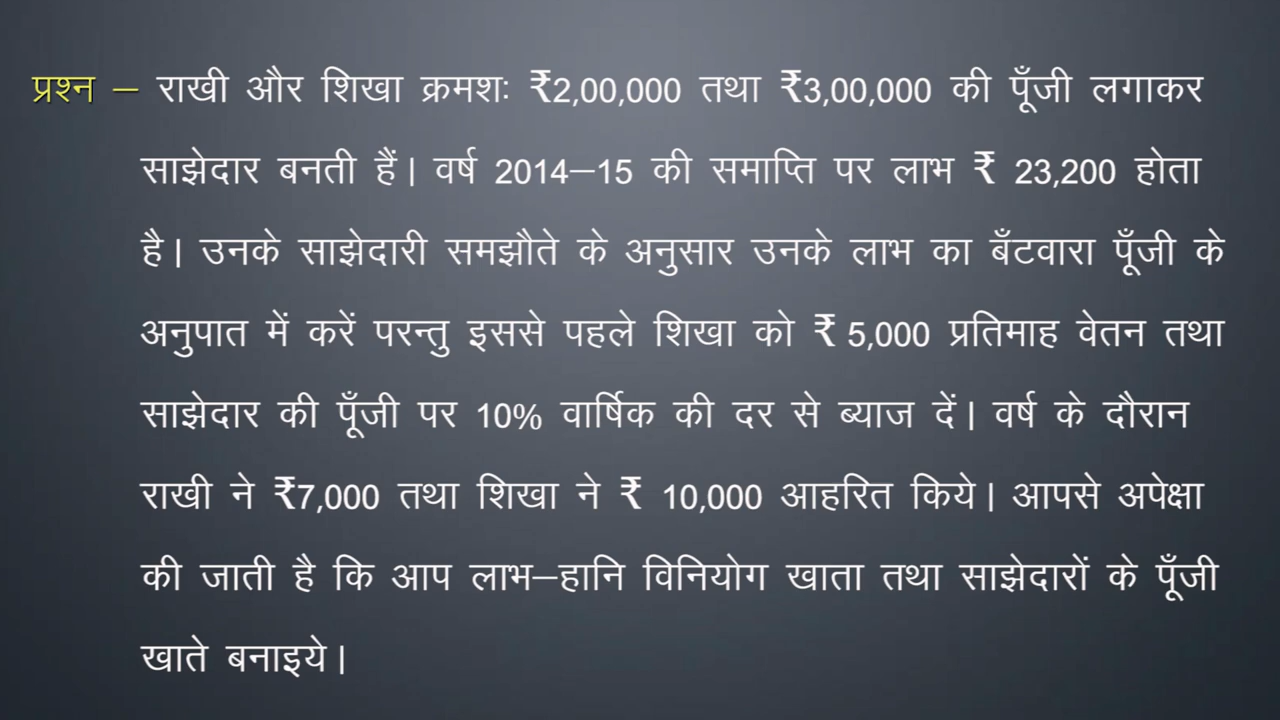 प्रश्न – राखी और शिखा क्रमशः ₹2,00,000 तथा ₹3,00,000 की पूँजी लगाकर
साझेदार बनती हैं। वर्ष 2014–15 की समाप्ति पर लाभ ₹ 23,200 होता
है। उनके साझेदारी समझौते के अनुसार उनके लाभ का बँटवारा पूँजी के
अनुपात में करें परन्तु इससे पहले शिखा को ₹ 5,000 प्रतिमाह वेतन तथा
साझेदार की पूँजी पर 10% वार्षिक की दर से ब्याज दें। वर्ष के दौरान
राखी ने ₹7,000 तथा शिखा ने ₹ 10,000 आहरित किये। आपसे अपेक्षा
की जाती है कि आप लाभ–हानि विनियोग खाता तथा साझेदारों के पूँजी
खाते बनाइये।